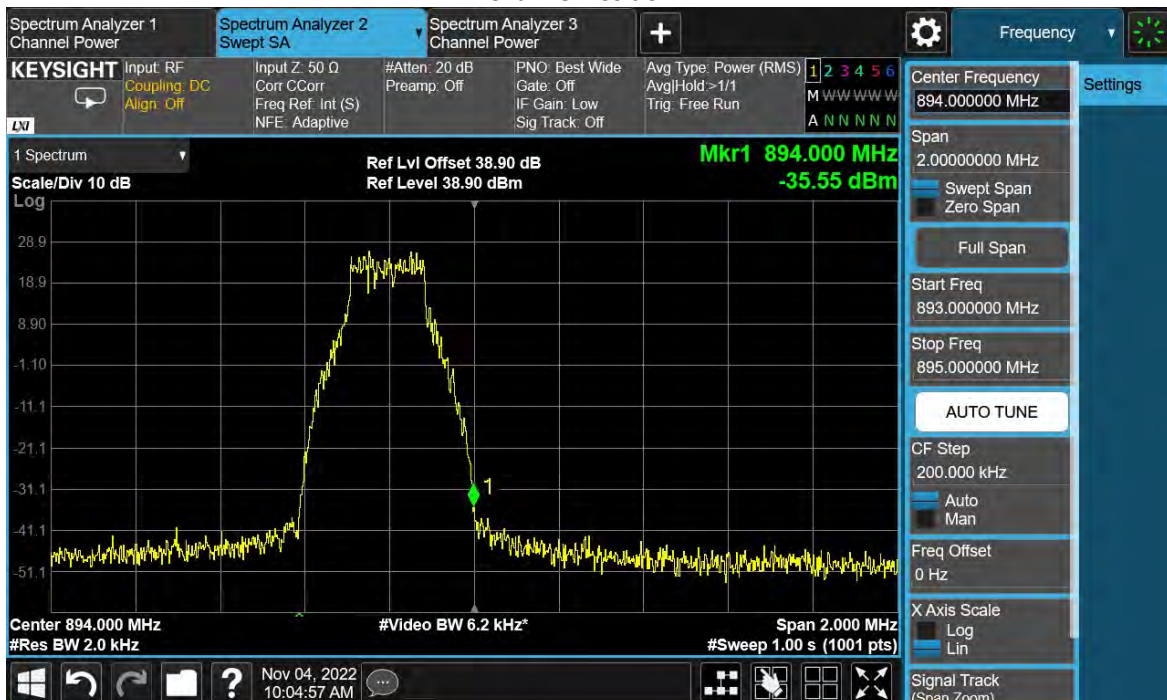 Spectrum Analyzer 1
Channel Power
Spectrum Analyzer 2
Swept SA
Spectrum Analyzer 3
Channel Power
+
Frequency
KEYSIGHT
LXI
Input: RF
Coupling: DC
Align: Off
Input Z: 50 Ω
Corr CCorr
Freq Ref: Int (S)
NFE: Adaptive
#Atten: 20 dB
Preamp: Off
PNO: Best Wide
Gate: Off
IF Gain: Low
Sig Track: Off
Avg Type: Power (RMS)
Avg|Hold:>1/1
Trig: Free Run
1 2 3 4 5 6
M W W W W W
A N N N N N
1 Spectrum
Scale/Div 10 dB
Log
Ref Lvl Offset 38.90 dB
Ref Level 38.90 dBm
Mkr1 894.000 MHz
-35.55 dBm
28.9
18.9
8.90
-1.10
-11.1
-21.1
-31.1
-41.1
-51.1
1
Center 894.000 MHz
#Res BW 2.0 kHz
#Video BW 6.2 kHz*
Span 2.000 MHz
#Sweep 1.00 s (1001 pts)
?
Nov 04, 2022
10:04:57 AM
Center Frequency
894.000000 MHz
Span
2.00000000 MHz
Swept Span
Zero Span
Full Span
Start Freq
893.000000 MHz
Stop Freq
895.000000 MHz
AUTO TUNE
CF Step
200.000 kHz
Auto
Man
Freq Offset
0 Hz
X Axis Scale
Log
Lin
Signal Track
(Span Zoom)
Settings